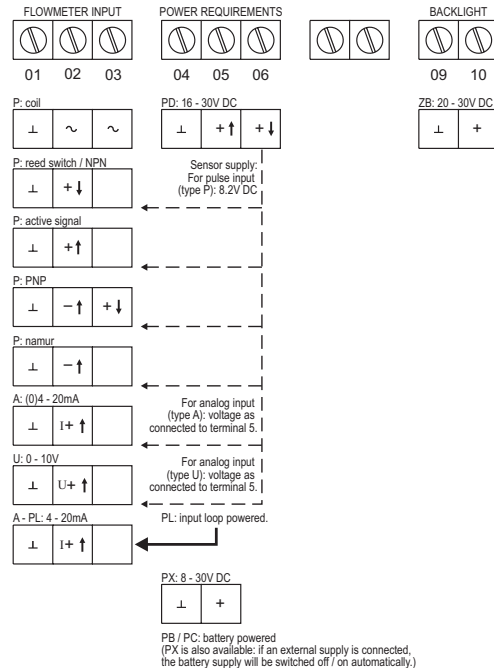 FLOWMETER INPUT POWER REQUIREMENTS BACKLIGHT
01 02 03 04 05 06 09 10
P: coil
⊥ ~ ~
PD: 16 - 30V DC
⊥ +↑ +↓
ZB: 20 - 30V DC
⊥ +
P: reed switch / NPN
⊥ +↓
Sensor supply:
For pulse input
(type P): 8.2V DC
P: active signal
⊥ +↑
P: PNP
⊥ −↑ +↓
P: namur
⊥ −↑
A: (0)4 - 20mA
⊥ I+ ↑
For analog input
(type A): voltage as
connected to terminal 5.
U: 0 - 10V
⊥ U+ ↑
For analog input
(type U): voltage as
connected to terminal 5.
A - PL: 4 - 20mA
⊥ I+ ↑
PL: input loop powered.
PX: 8 - 30V DC
⊥ +
PB / PC: battery powered
(PX is also available: if an external supply is connected,
the battery supply will be switched off / on automatically.)